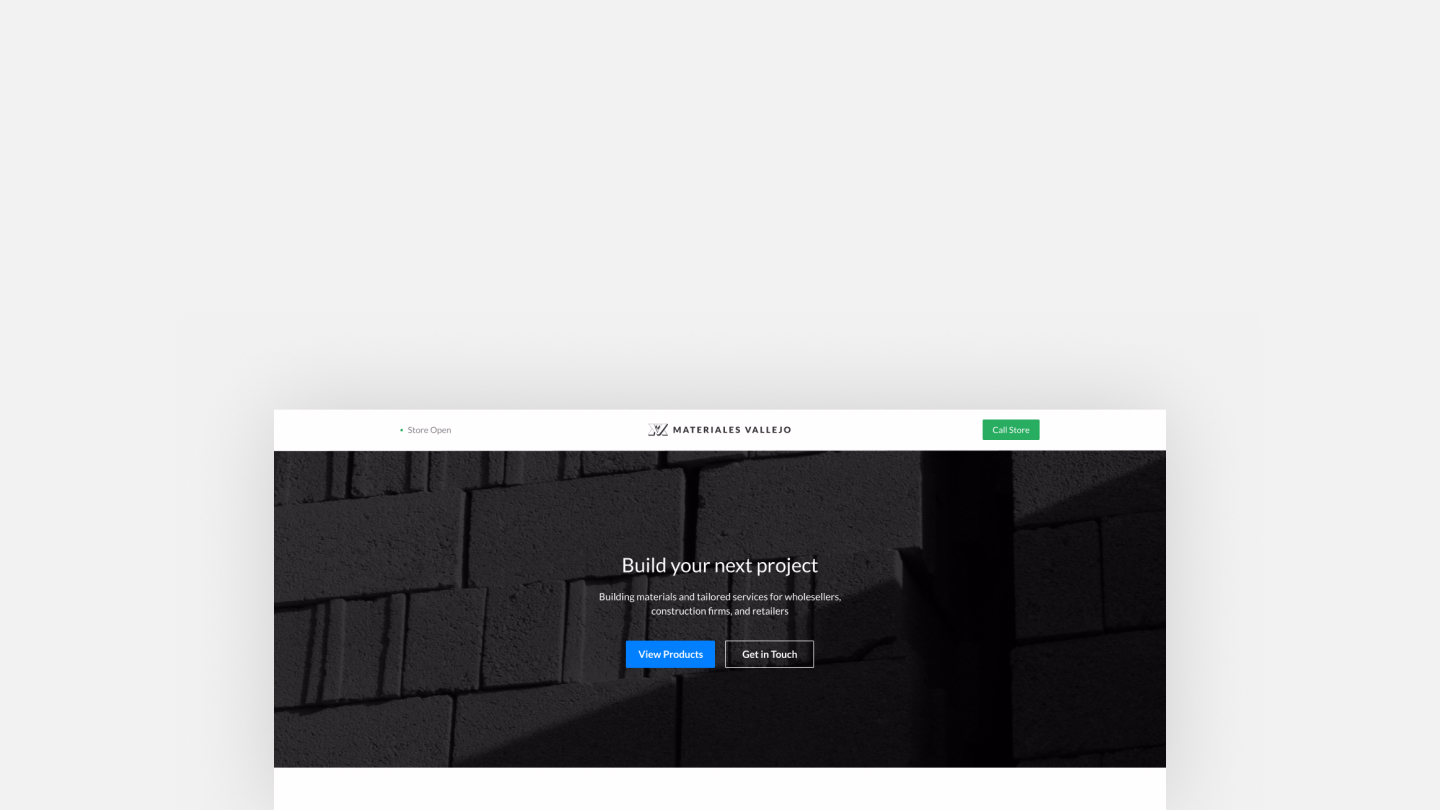 Store Open
MATERIALES VALLEJO
Call Store
Build your next project
Building materials and tailored services for wholesellers,
construction firms, and retailers
View Products
Get in Touch